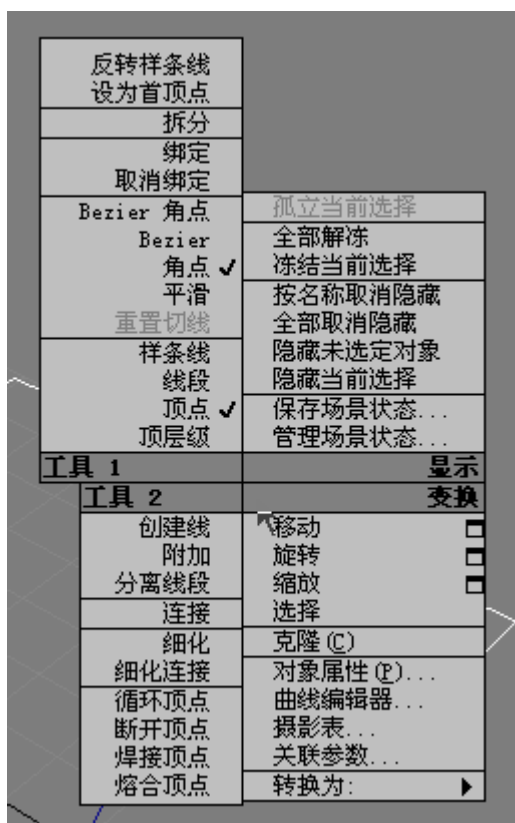 反转样条线
设为首顶点
拆分
绑定
取消绑定
Bezier 角点
Bezier
角点
平滑
重置切线
样条线
线段
顶点
顶层级
工具 1
孤立当前选择
全部解冻
冻结当前选择
按名称取消隐藏
全部取消隐藏
隐藏未选定对象
隐藏当前选择
保存场景状态...
管理场景状态...
显示
工具 2
创建线
附加
分离线段
连接
细化
细化连接
循环顶点
断开顶点
焊接顶点
熔合顶点
变换
移动
旋转
缩放
选择
克隆(C)
对象属性(P)...
曲线编辑器...
摄影表...
关联参数...
转换为: